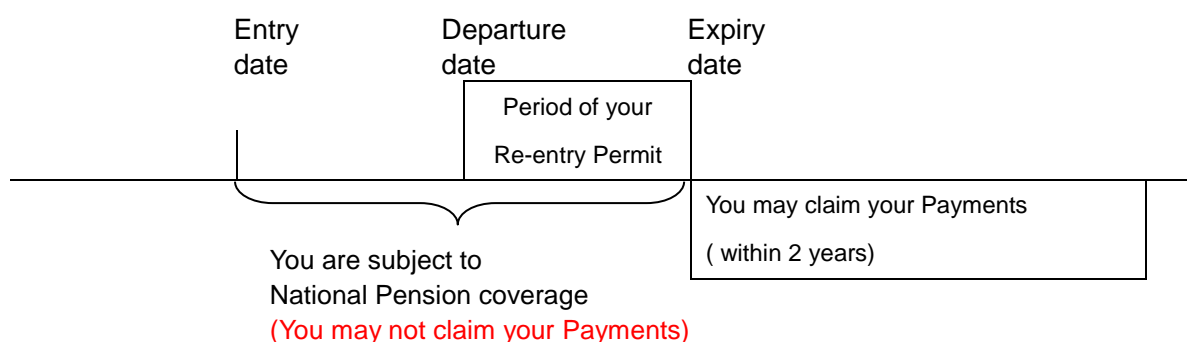 Entry
date
Departure
date
Expiry
date
Period of your
Re-entry Permit
You may claim your Payments
( within 2 years)
You are subject to
National Pension coverage
(You may not claim your Payments)